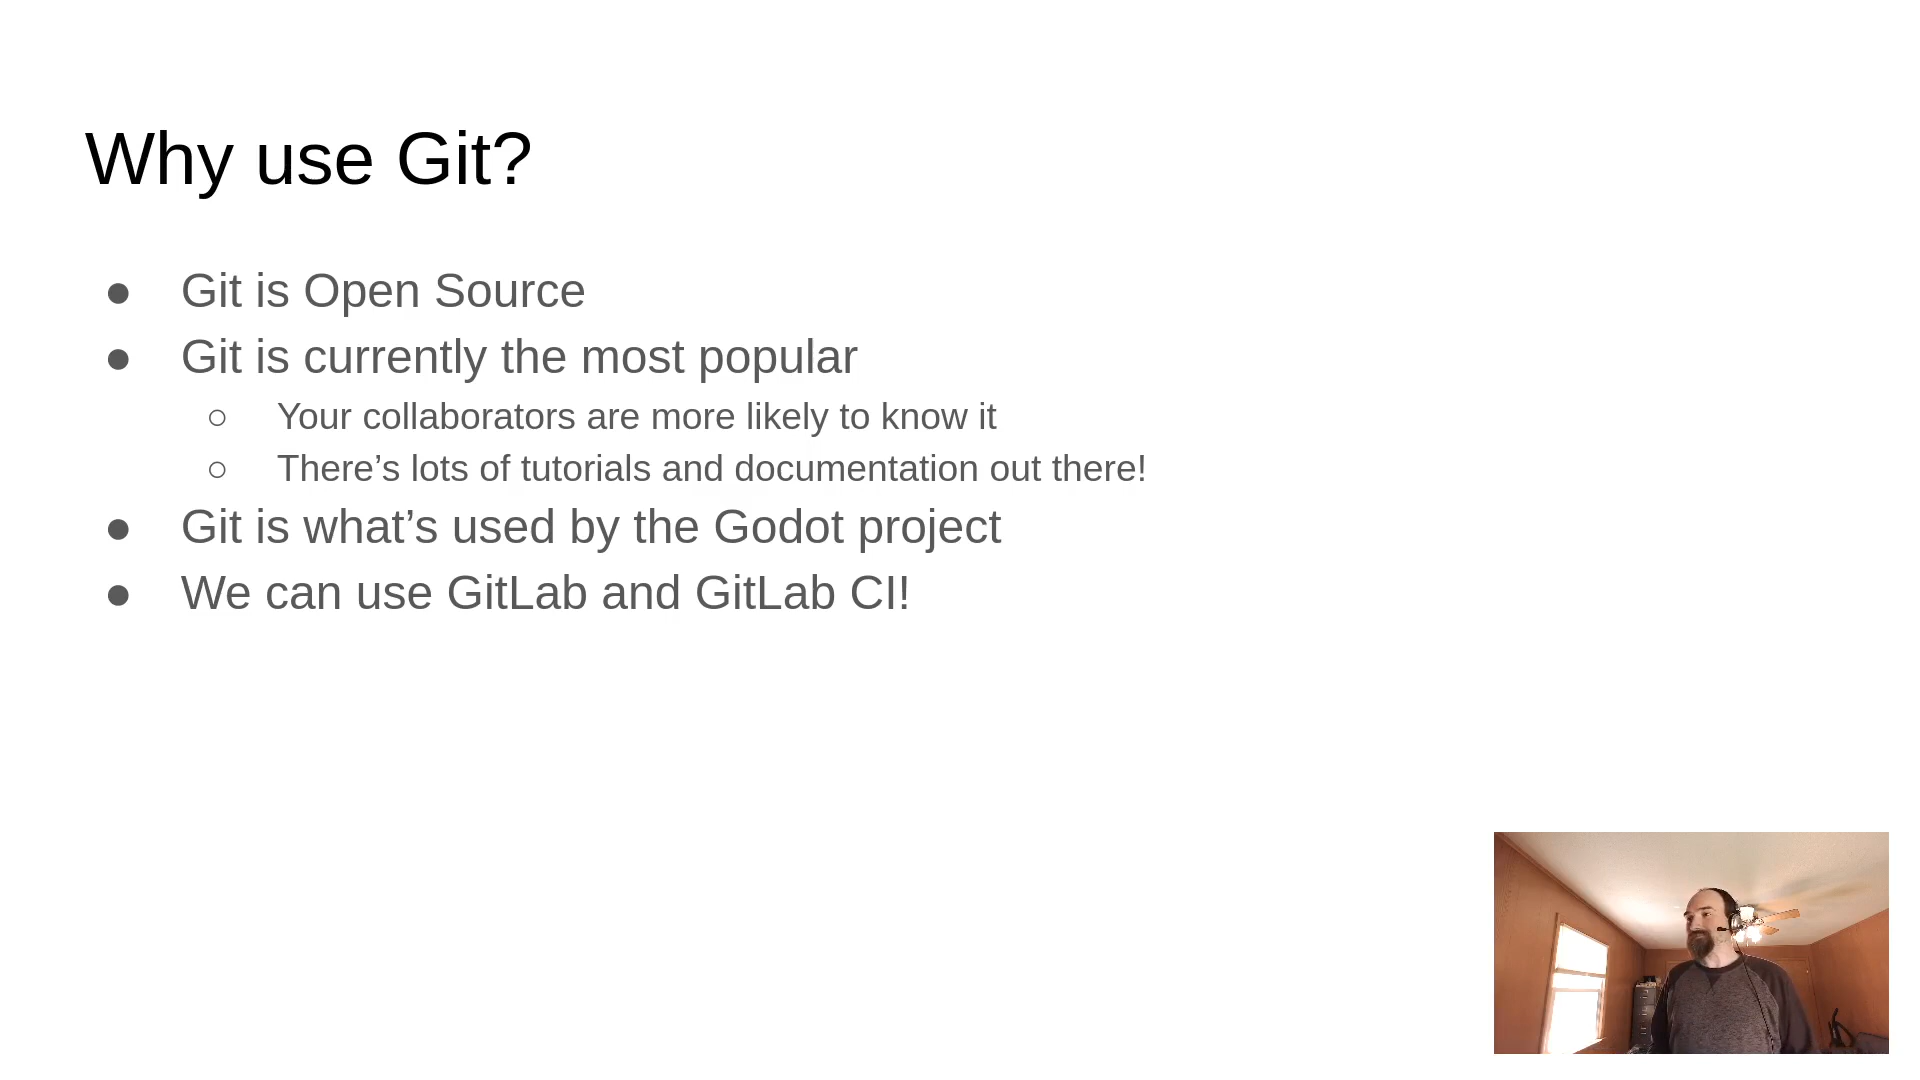 Why use Git?
● Git is Open Source
● Git is currently the most popular
○ Your collaborators are more likely to know it
○ There’s lots of tutorials and documentation out there!
● Git is what’s used by the Godot project
● We can use GitLab and GitLab CI!